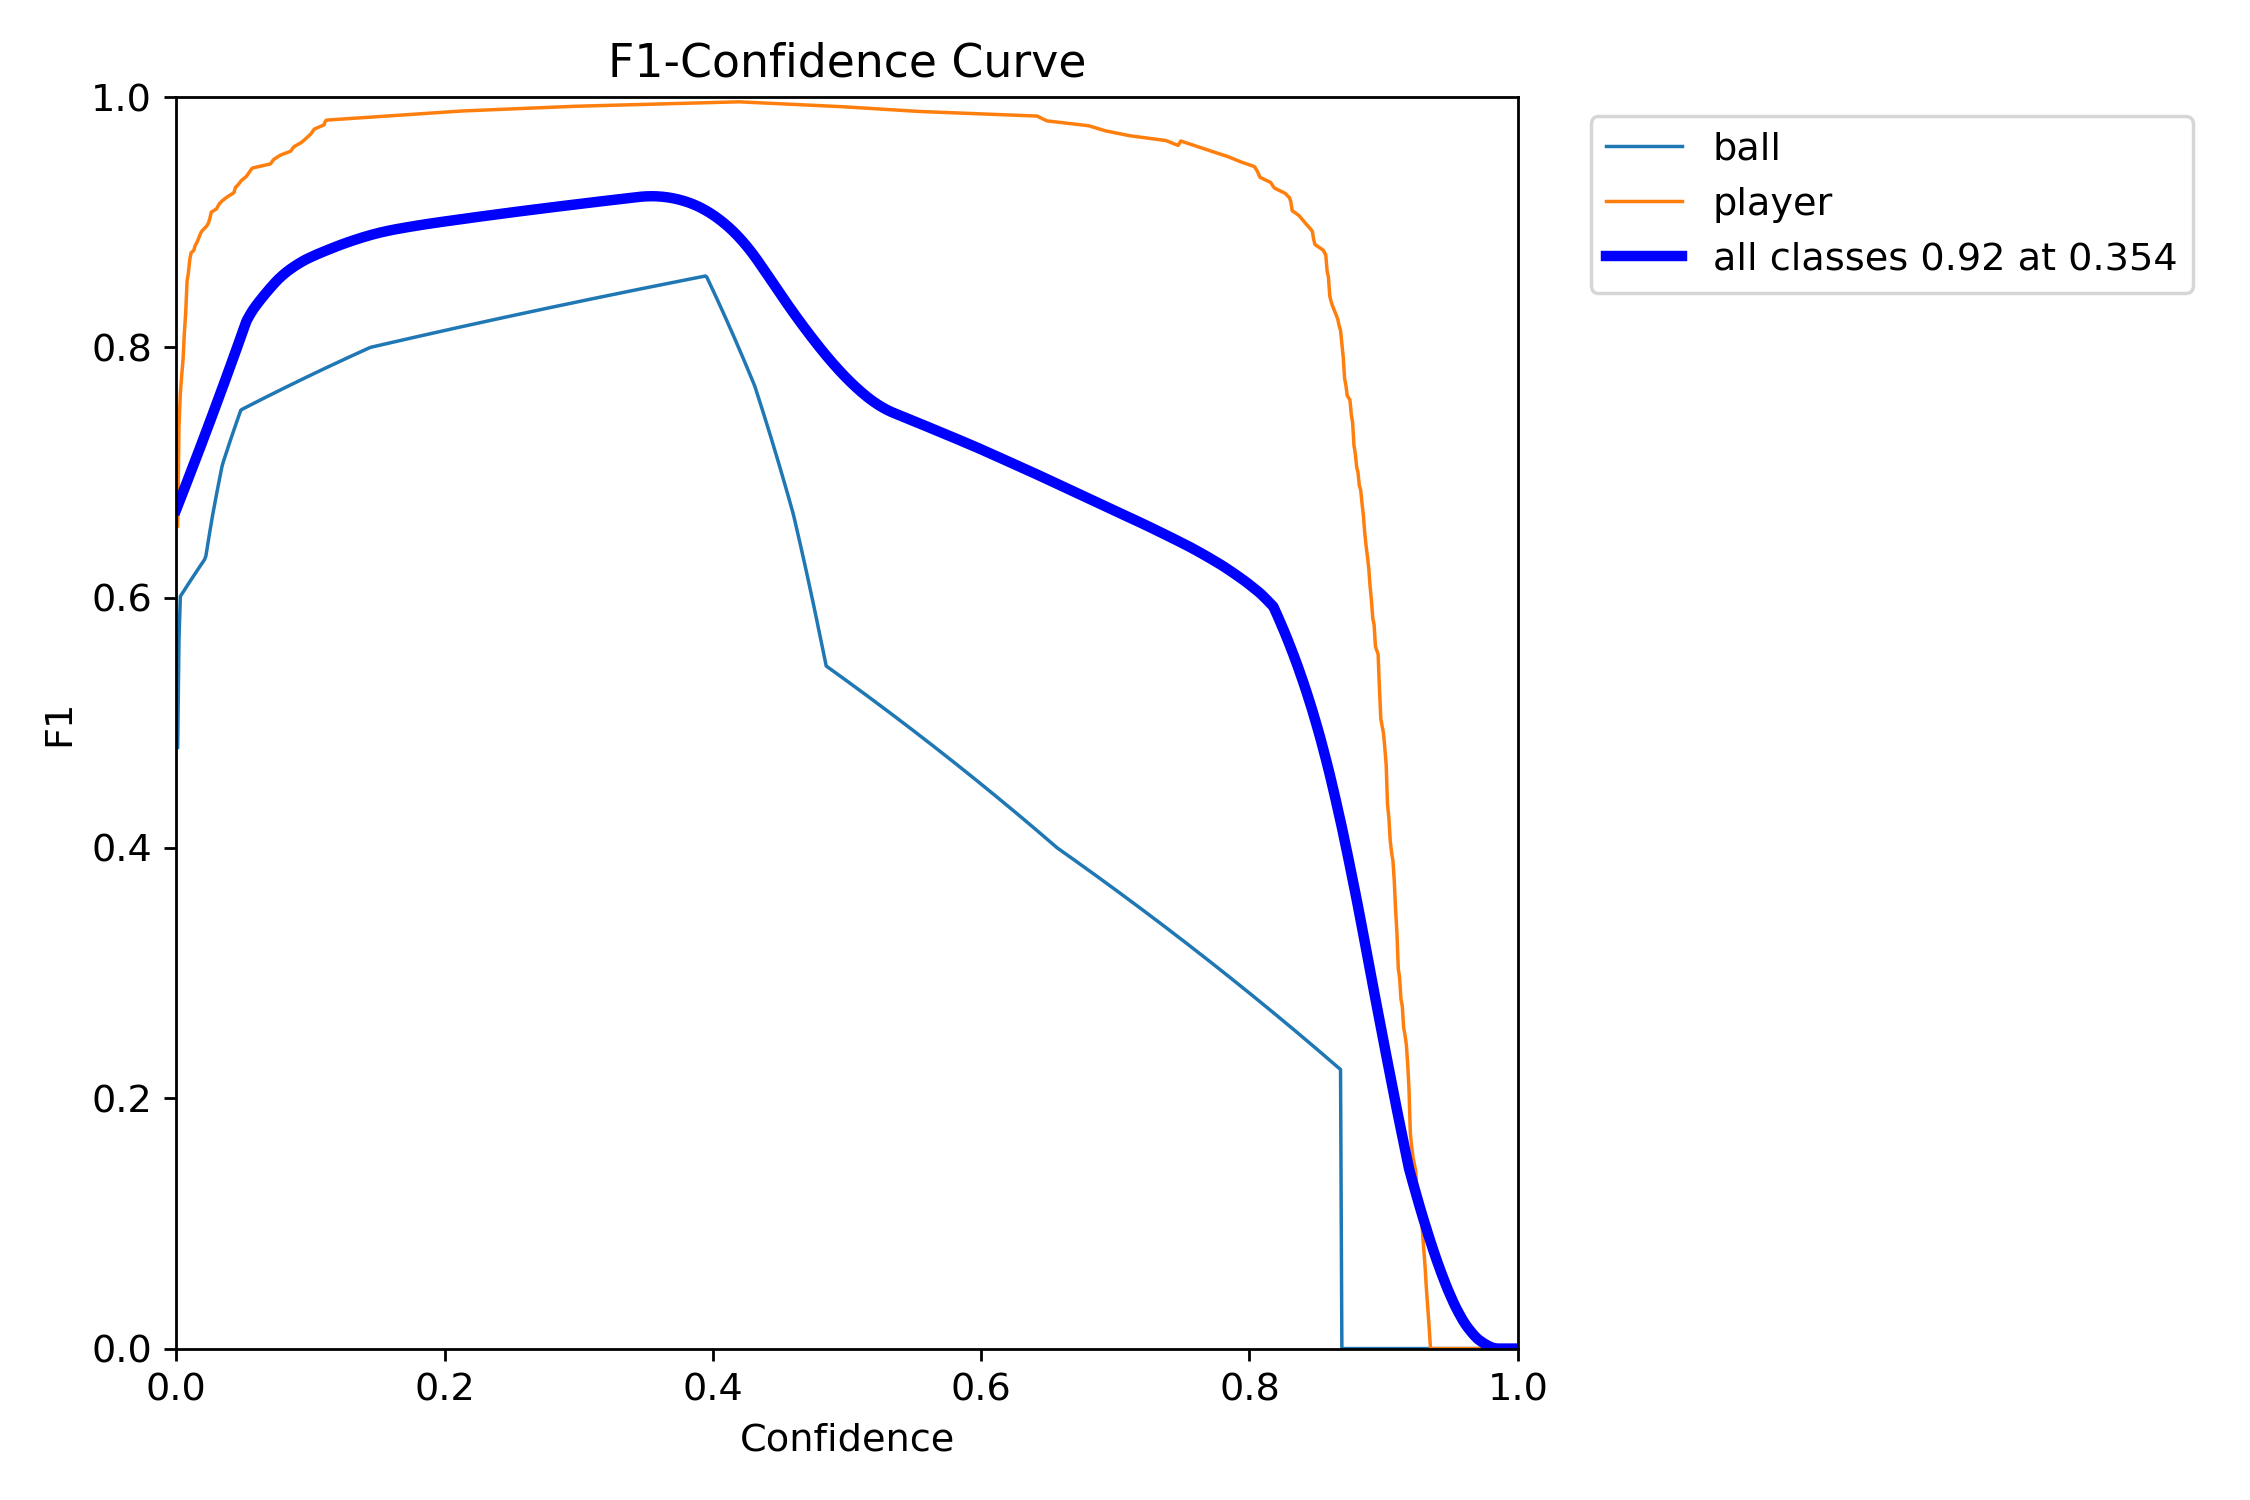 F1-Confidence Curve
1.0
0.8
0.6
0.4
0.2
0.0
F1
0.0 0.2 0.4 0.6 0.8 1.0
Confidence
ball
player
all classes 0.92 at 0.354